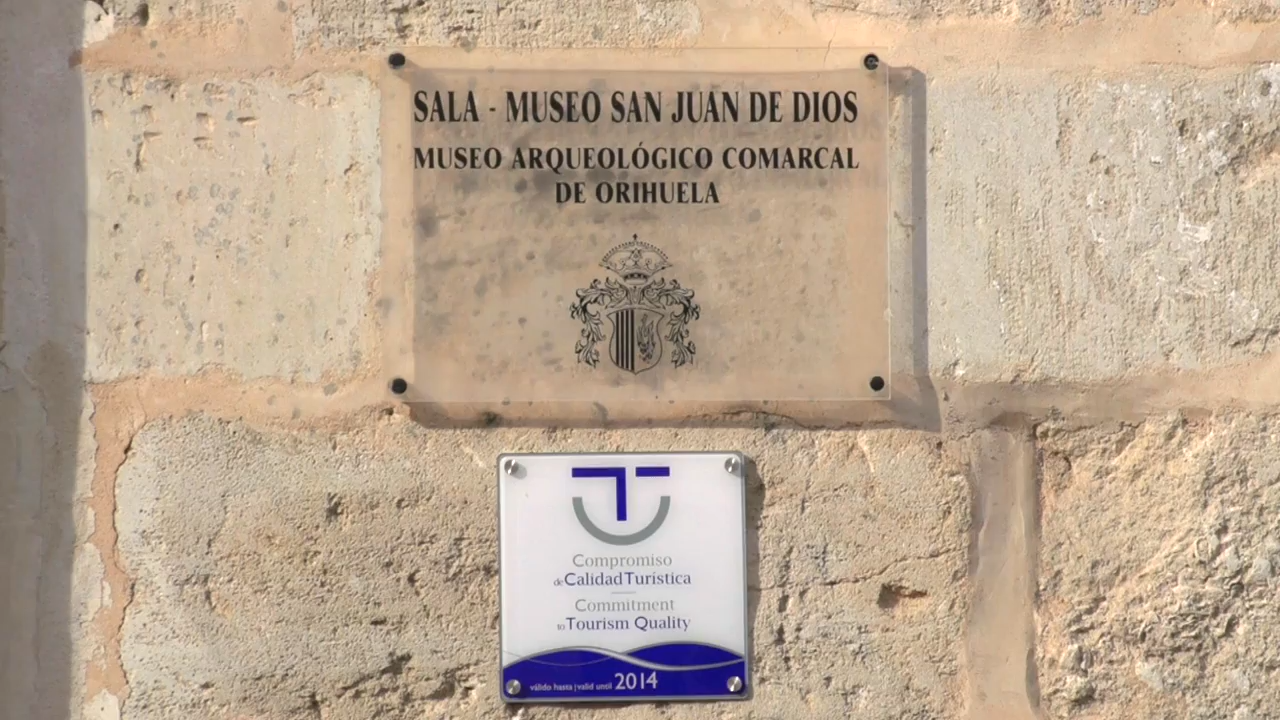 SALA - MUSEO SAN JUAN DE DIOS
MUSEO ARQUEOLÓGICO COMARCAL
DE ORIHUELA
Compromiso
de Calidad Turística
Commitment
to Tourism Quality
válido hasta | valid until 2014